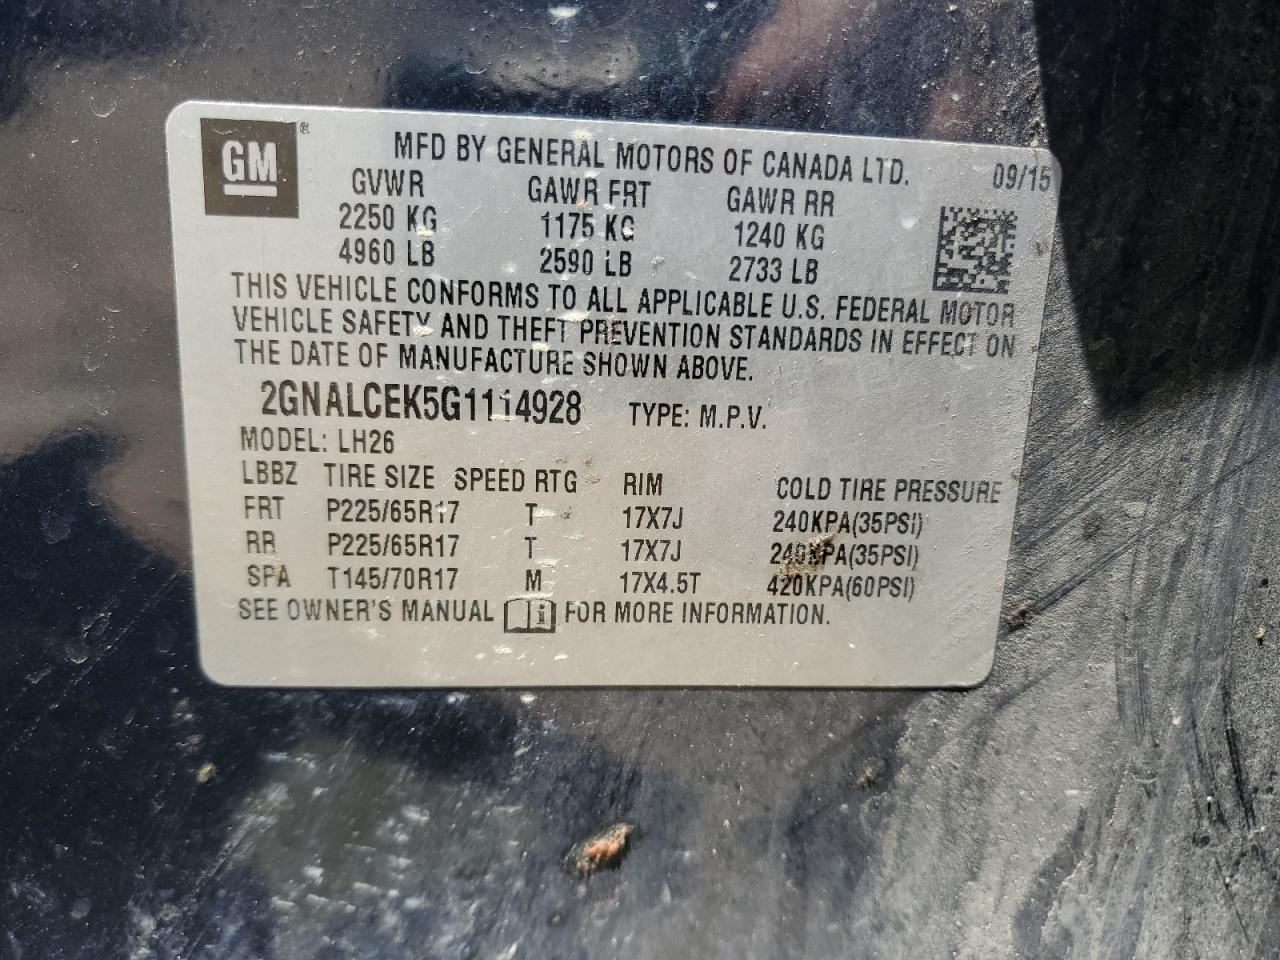 GM ®
MFD BY GENERAL MOTORS OF CANADA LTD. 09/15
GVWR GAWR FRT GAWR RR
2250 KG 1175 KG 1240 KG
4960 LB 2590 LB 2733 LB
THIS VEHICLE CONFORMS TO ALL APPLICABLE U.S. FEDERAL MOTOR
VEHICLE SAFETY AND THEFT PREVENTION STANDARDS IN EFFECT ON
THE DATE OF MANUFACTURE SHOWN ABOVE.
2GNALCEK5G1114928 TYPE: M.P.V.
MODEL: LH26
LBBZ TIRE SIZE SPEED RTG RIM COLD TIRE PRESSURE
FRT P225/65R17 T 17X7J 240KPA(35PSI)
RR P225/65R17 T 17X7J 240KPA(35PSI)
SPA T145/70R17 M 17X4.5T 420KPA(60PSI)
SEE OWNER'S MANUAL i FOR MORE INFORMATION.